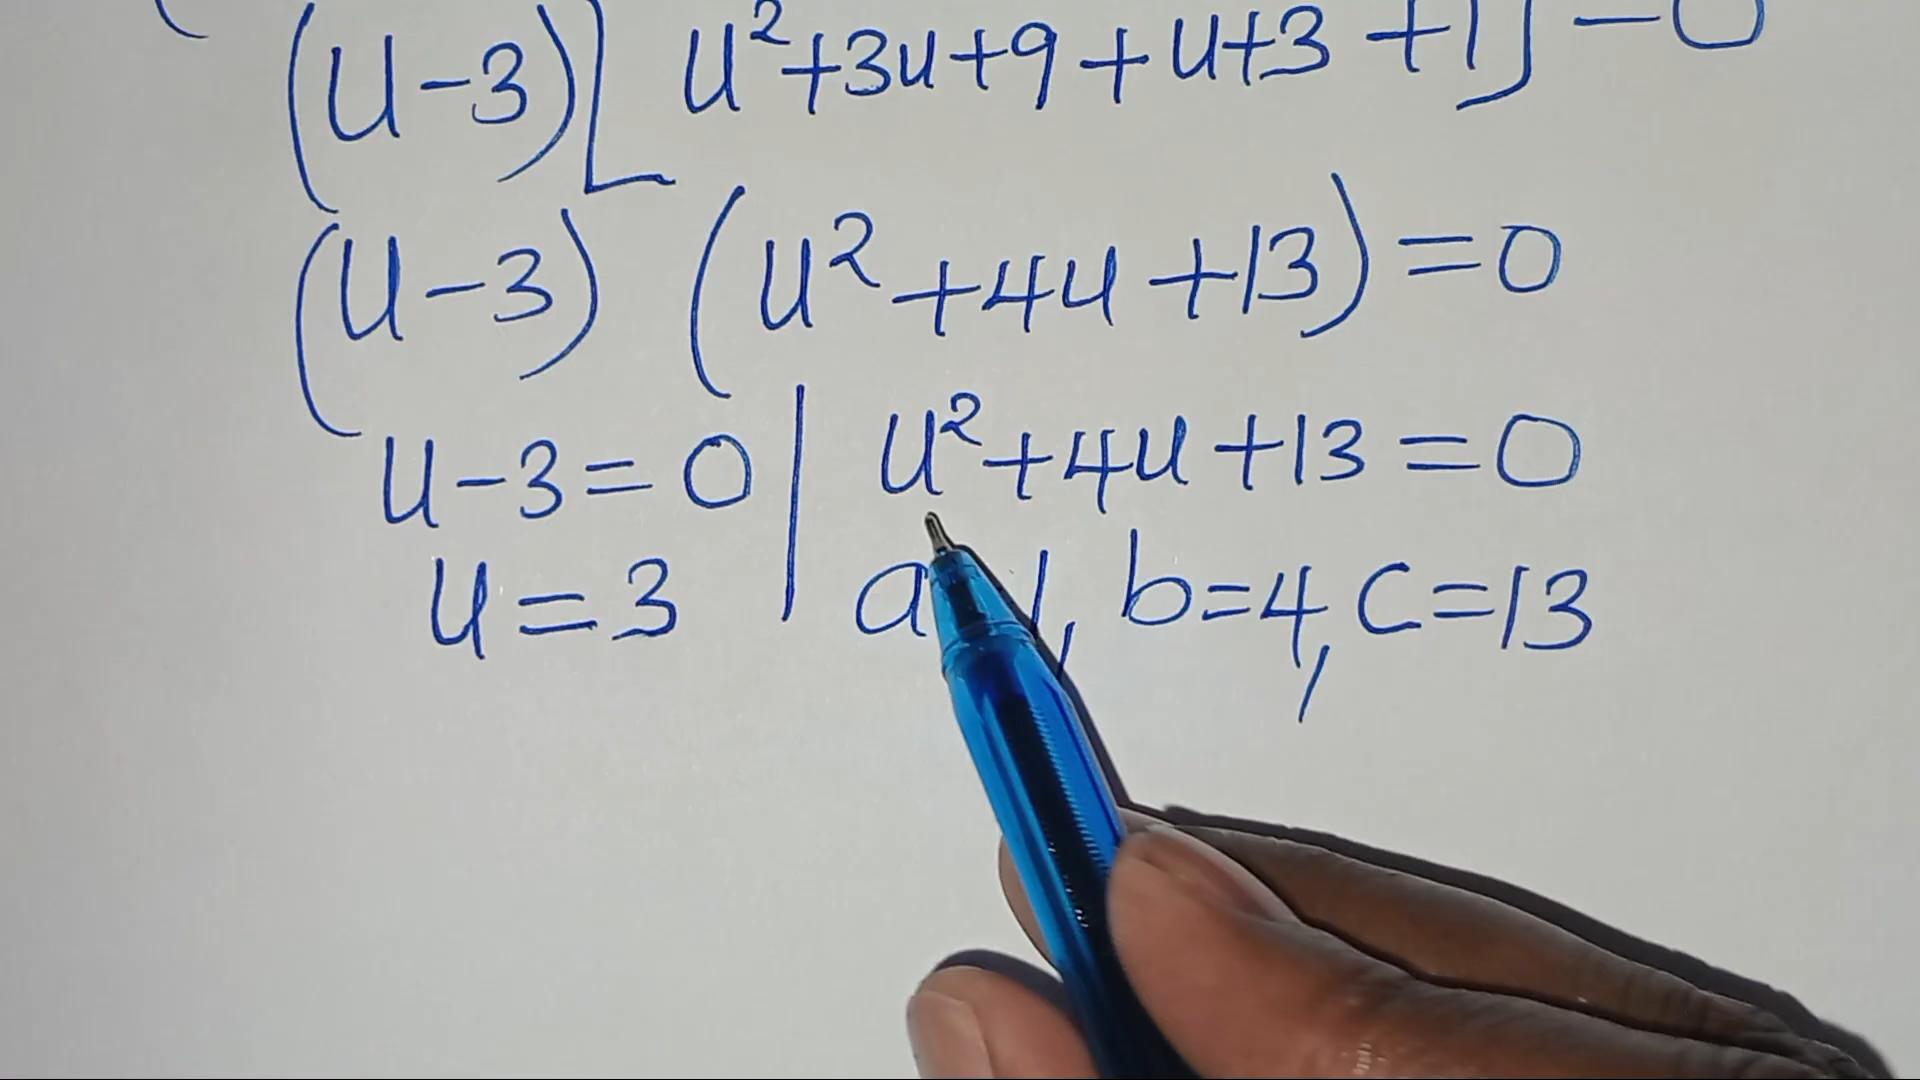 (u-3)[u²+3u+9+u+3+1]=0
(u-3) (u²+4u+13)=0
u-3=0 | u²+4u+13=0
u=3 | a 1, b=4, c=13